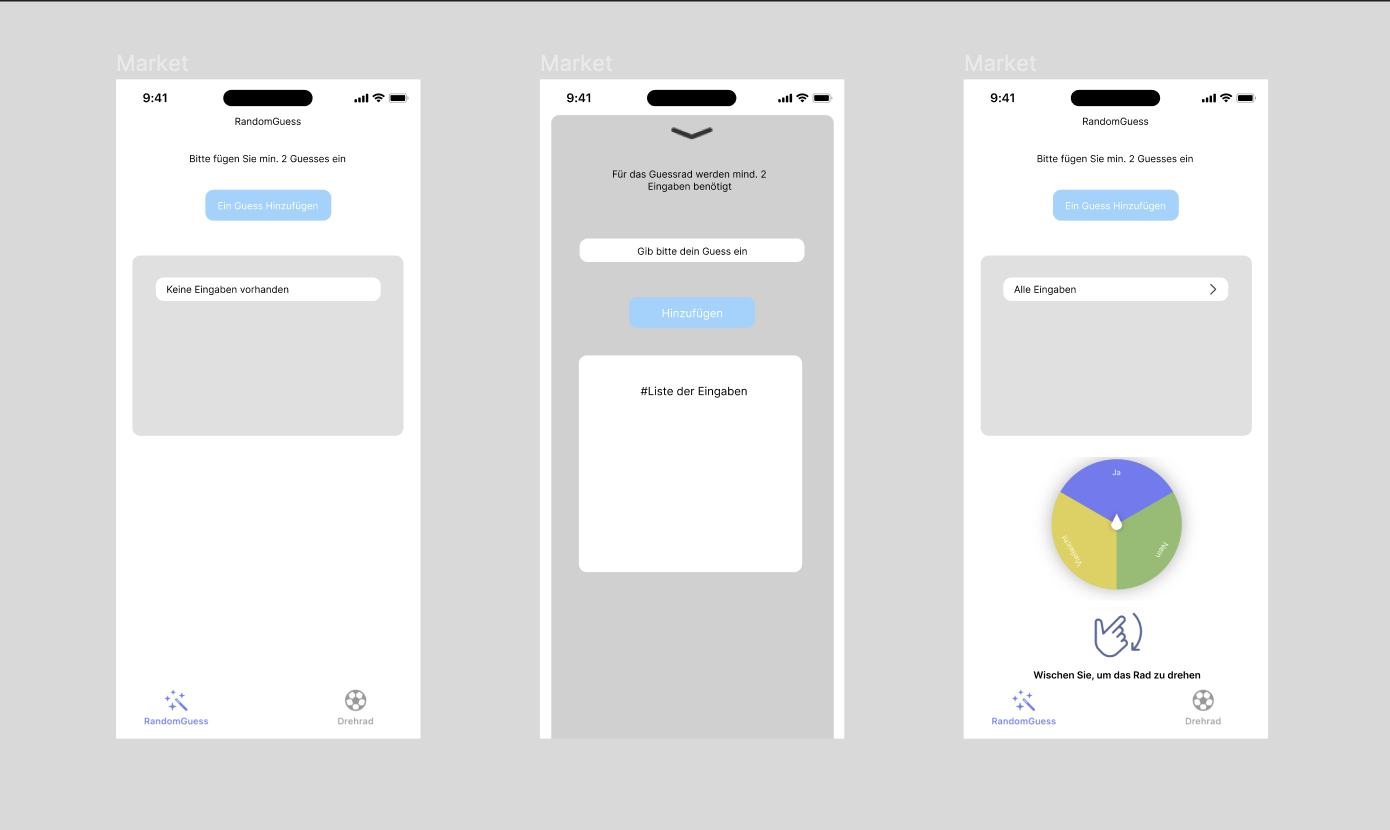 Market
9:41
RandomGuess
Bitte fügen Sie min. 2 Guesses ein
Ein Guess Hinzufügen
Keine Eingaben vorhanden
RandomGuess
Drehrad
Market
9:41
Für das Guessrad werden mind. 2
Eingaben benötigt
Gib bitte dein Guess ein
Hinzufügen
#Liste der Eingaben
Market
9:41
RandomGuess
Bitte fügen Sie min. 2 Guesses ein
Ein Guess Hinzufügen
Alle Eingaben
Ja
Vielleicht
Nein
Wischen Sie, um das Rad zu drehen
RandomGuess
Drehrad